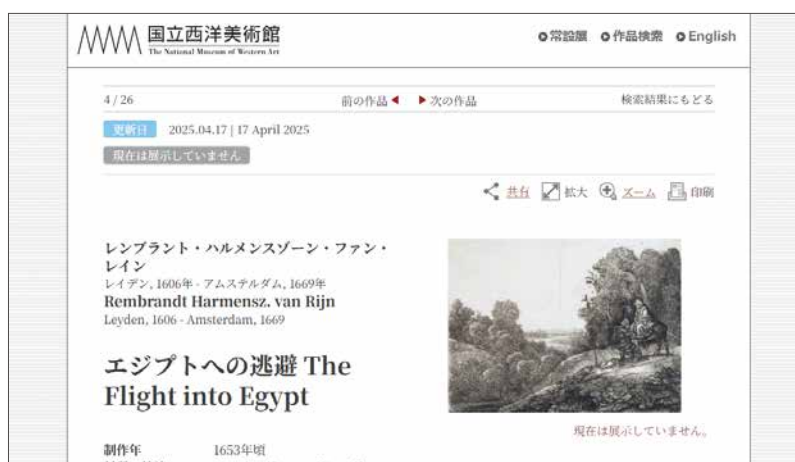 国立西洋美術館
The National Museum of Western Art
常設展 作品検索 English
4 / 26 前の作品 次の作品 検索結果にもどる
更新日 2025.04.17 | 17 April 2025
現在は展示していません
共有 拡大 ズーム 印刷
レンブラント・ハルメンスゾーン・ファン・
レイン
レイデン, 1606年 - アムステルダム, 1669年
Rembrandt Harmensz. van Rijn
Leyden, 1606 - Amsterdam, 1669
エジプトへの逃避 The
Flight into Egypt
現在は展示していません。
制作年 1653年頃